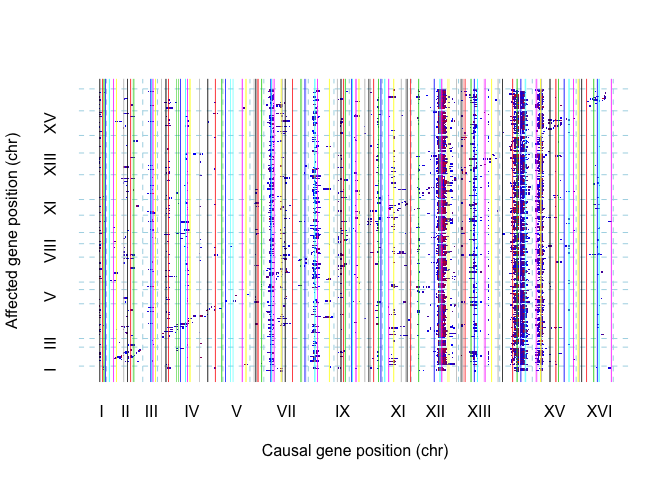 Affected gene position (chr)
XV
XIII
XI
VIII
V
III
I
I II III IV V VII IX XI XII XIII XV XVI
Causal gene position (chr)